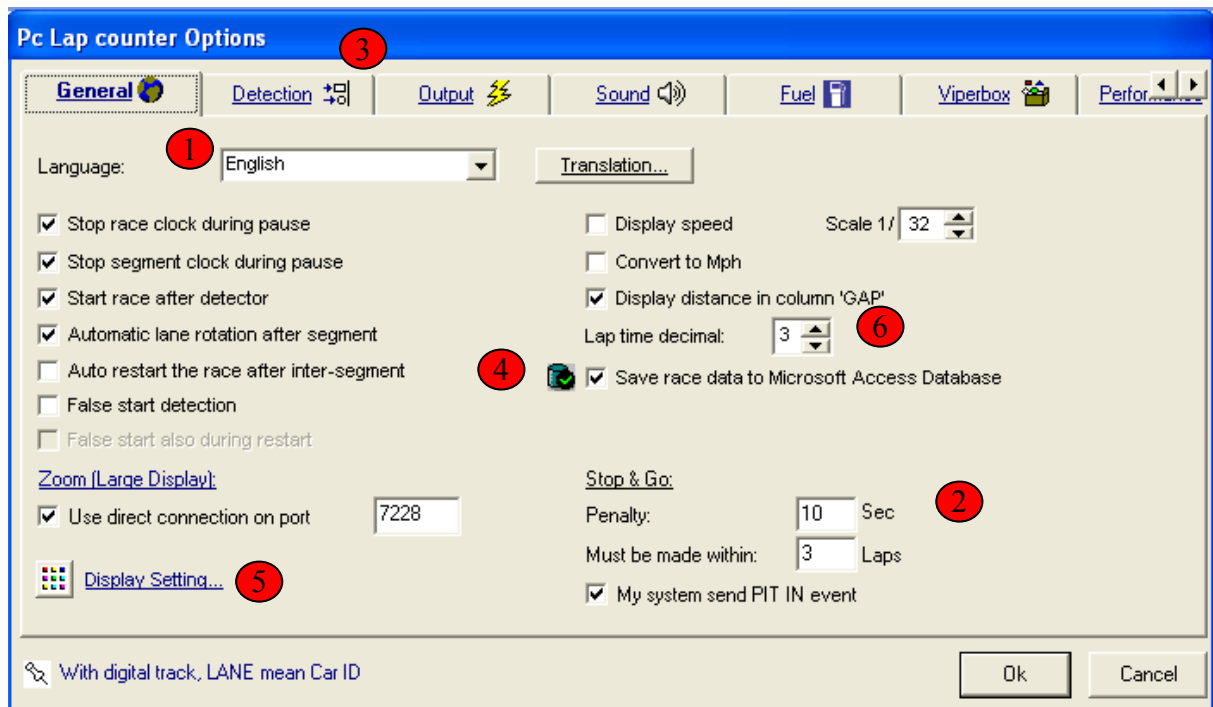 Pc Lap counter Options
3
General Detection Output Sound Fuel Viperbox
Language: 1 English Translation...
Stop race clock during pause
Display speed Scale 1/ 32
Stop segment clock during pause
Convert to Mph
Start race after detector
Display distance in column 'GAP'
Automatic lane rotation after segment
Lap time decimal: 3 6
Auto restart the race after inter-segment
4 Save race data to Microsoft Access Database
False start detection
False start also during restart
Zoom (Large Display):
Stop & Go:
Use direct connection on port 7228
Penalty: 10 Sec 2
Must be made within: 3 Laps
Display Setting... 5
My system send PIT IN event
With digital track, LANE mean Car ID
Ok Cancel